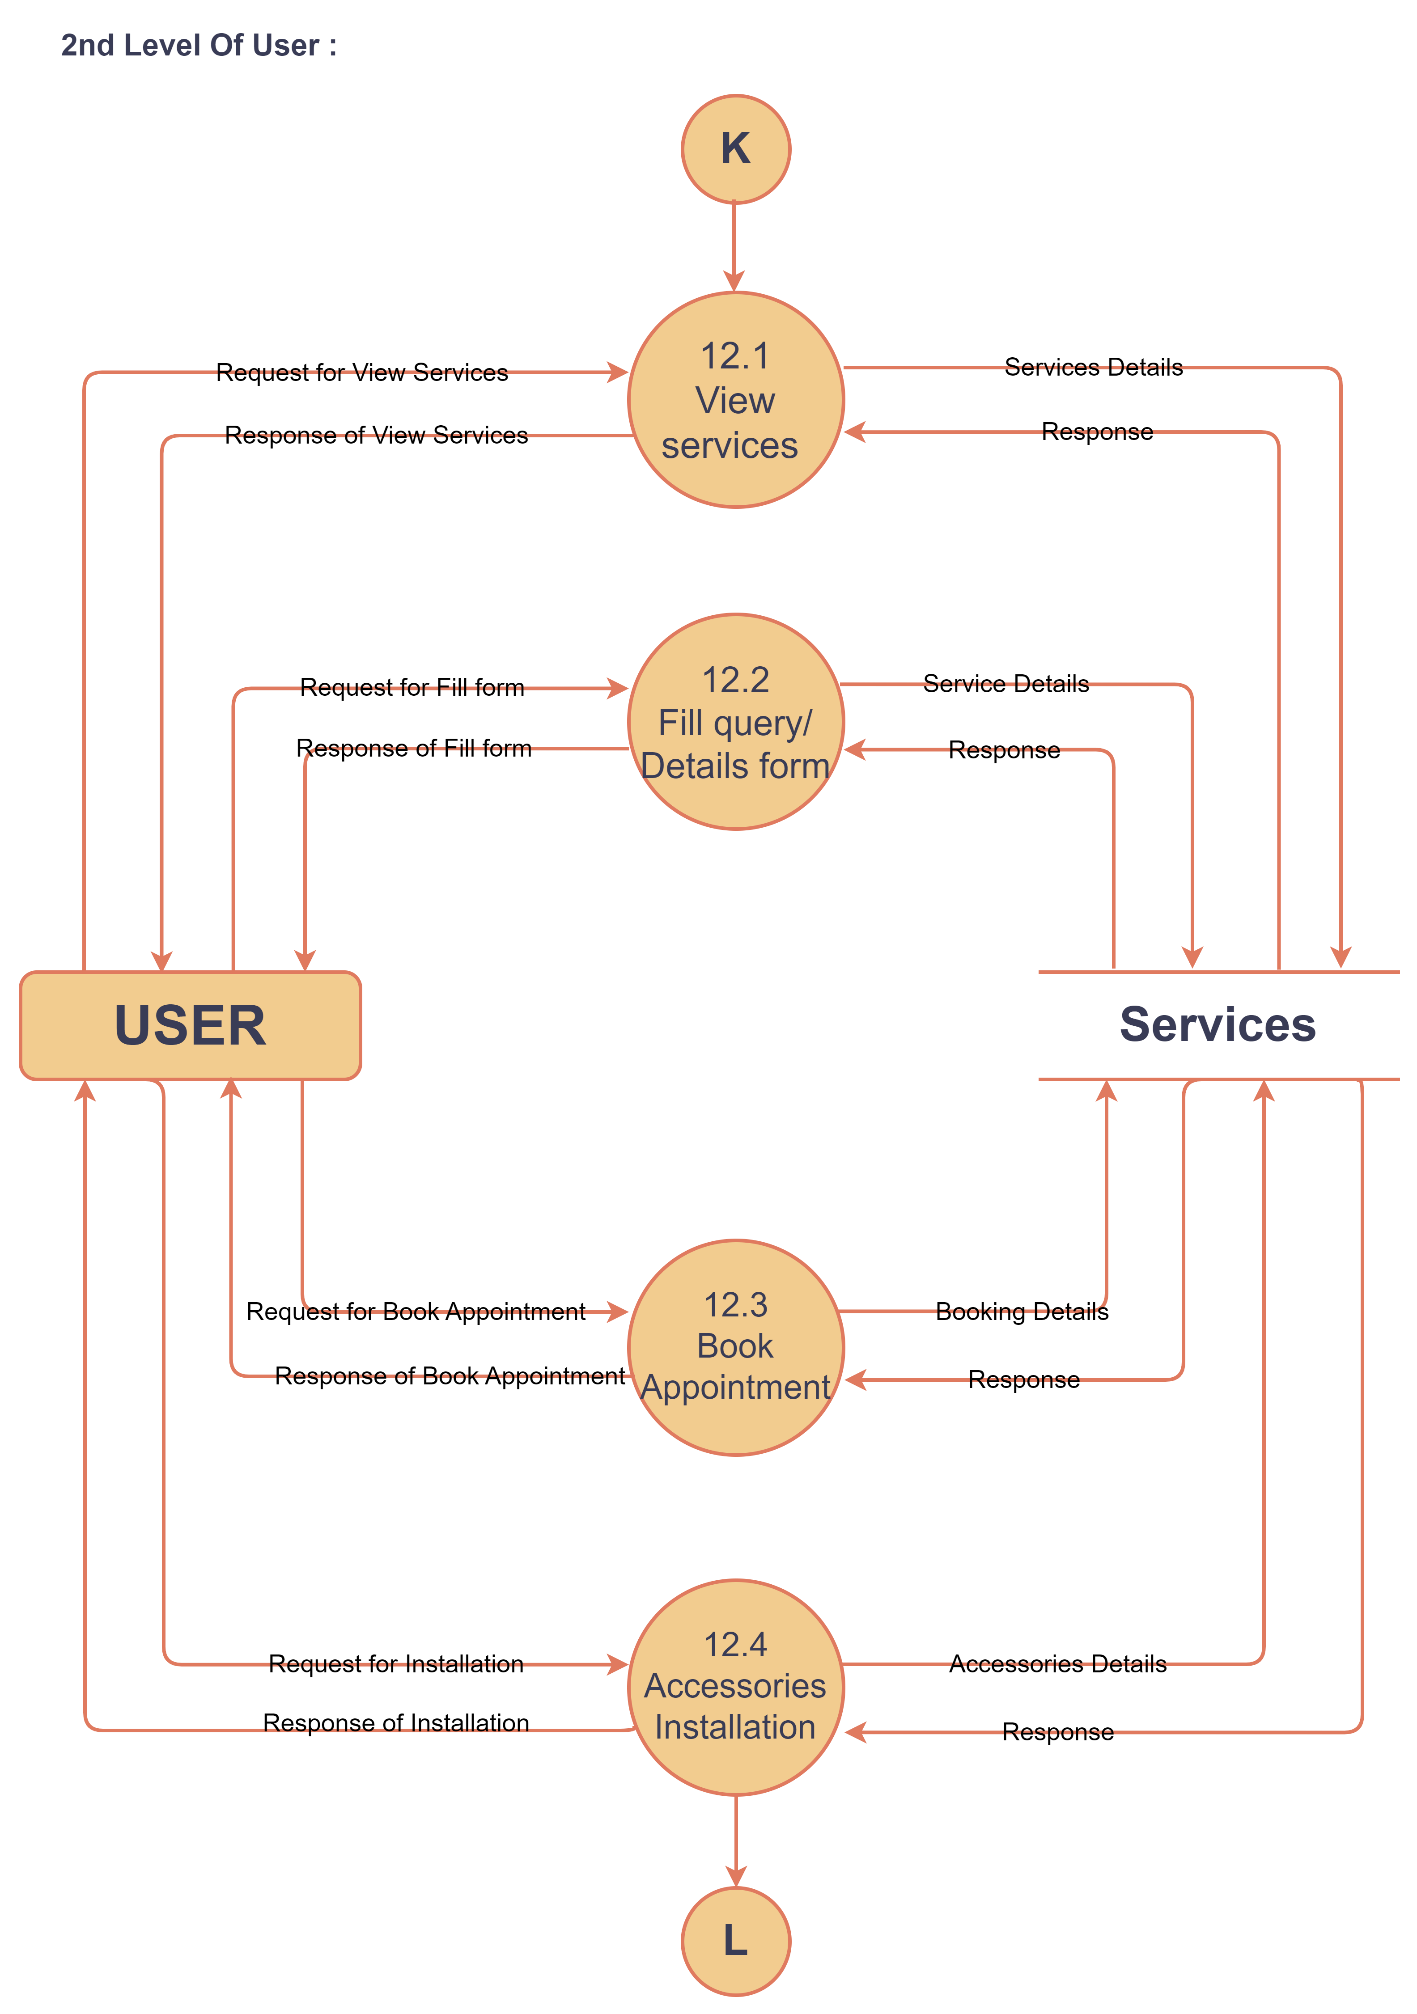 2nd Level Of User :
K
12.1
View
services
Request for View Services
Services Details
Response of View Services
Response
12.2
Fill query/
Details form
Request for Fill form
Service Details
Response of Fill form
Response
USER
Services
12.3
Book
Appointment
Request for Book Appointment
Booking Details
Response of Book Appointment
Response
12.4
Accessories
Installation
Request for Installation
Accessories Details
Response of Installation
Response
L